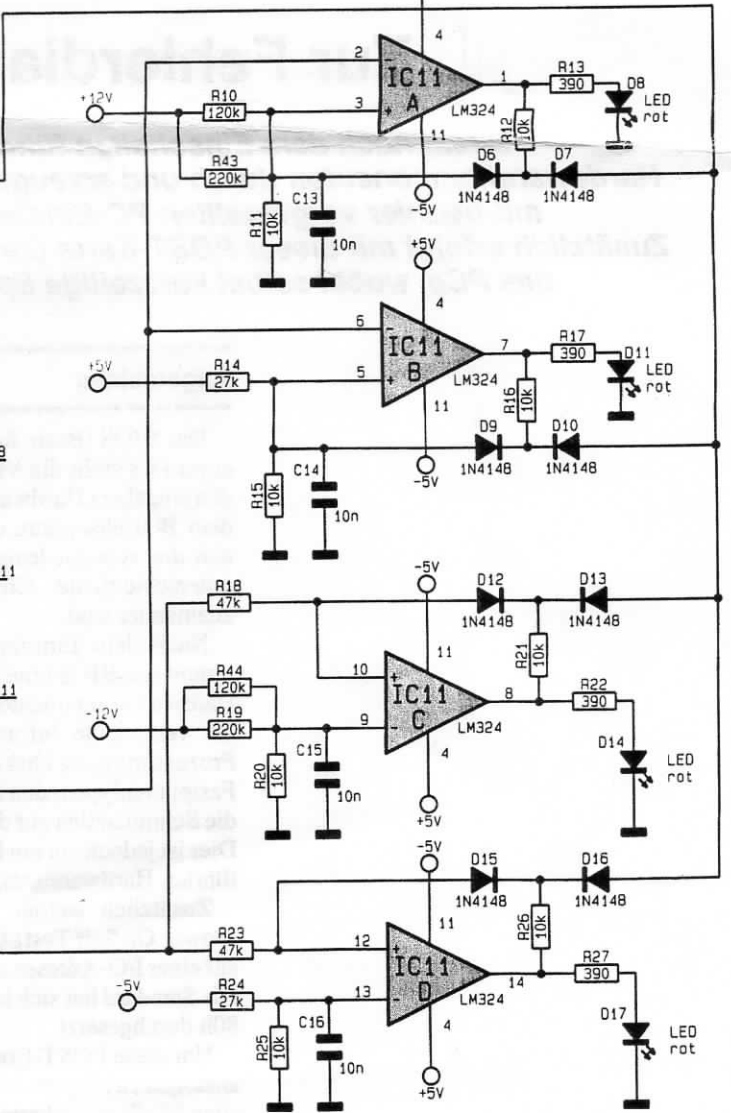 4
2
-
IC11
A
3
+
1
LM324
11
-5V
R13
390
D8
LED
rot
+12V
R10
120k
R43
220k
R11
10k
C13
10n
R12
10k
D6
1N4148
D7
1N4148
+5V
4
6
-
IC11
B
5
+
7
LM324
11
-5V
R17
390
D11
LED
rot
+5V
R14
27k
R15
10k
C14
10n
R16
10k
D9
1N4148
D10
1N4148
11
11
-5V
R18
47k
D12
1N4148
D13
1N4148
11
10
+
IC11
C
9
-
8
LM324
4
+5V
R21
10k
R22
390
D14
LED
rot
-12V
R44
120k
R19
220k
R20
10k
C15
10n
-5V
D15
1N4148
D16
1N4148
11
R23
47k
12
+
IC11
D
13
-
14
LM324
4
+5V
R26
10k
R27
390
D17
LED
rot
-5V
R24
27k
R25
10k
C16
10n